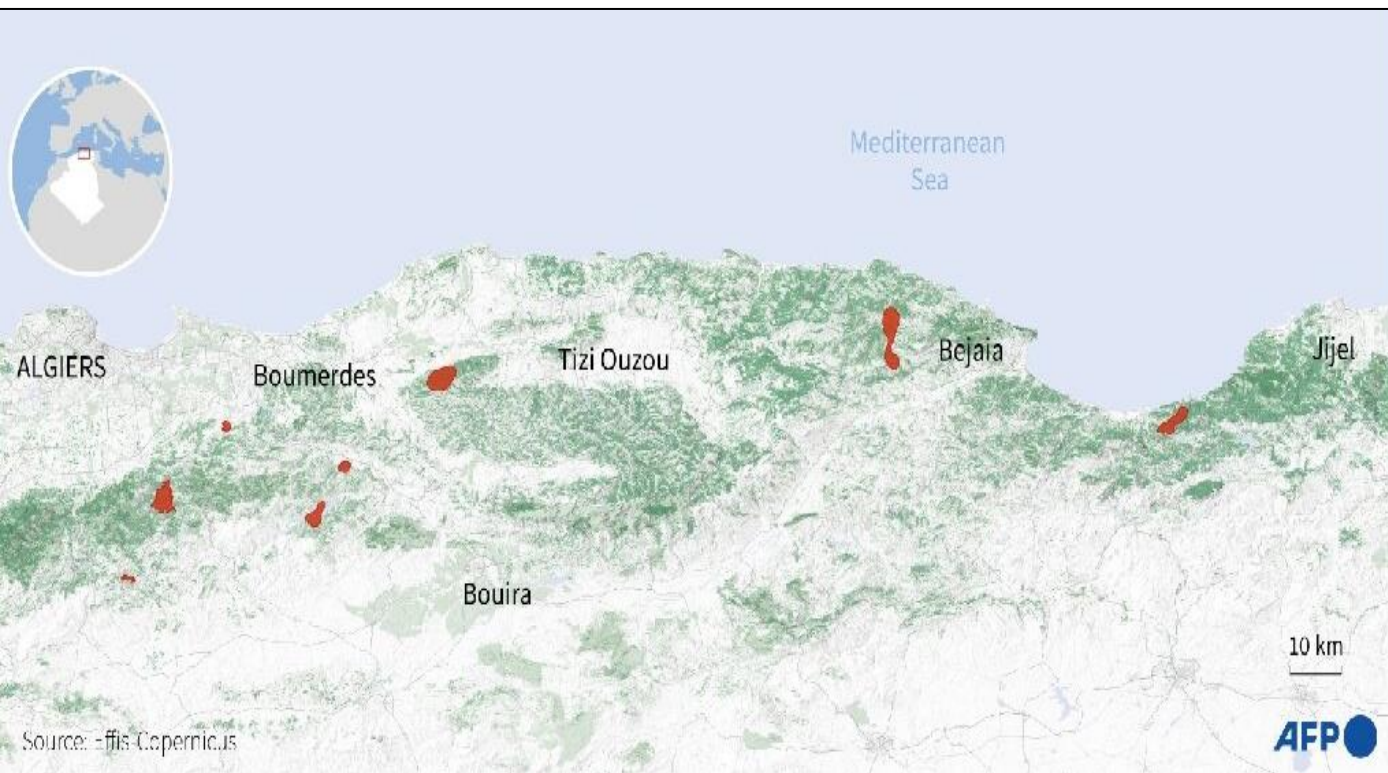 Mediterranean
Sea
ALGIERS
Boumerdes
Tizi Ouzou
Bejaia
Jijel
Bouira
10 km
Source: Effis-Copernicus
AFP